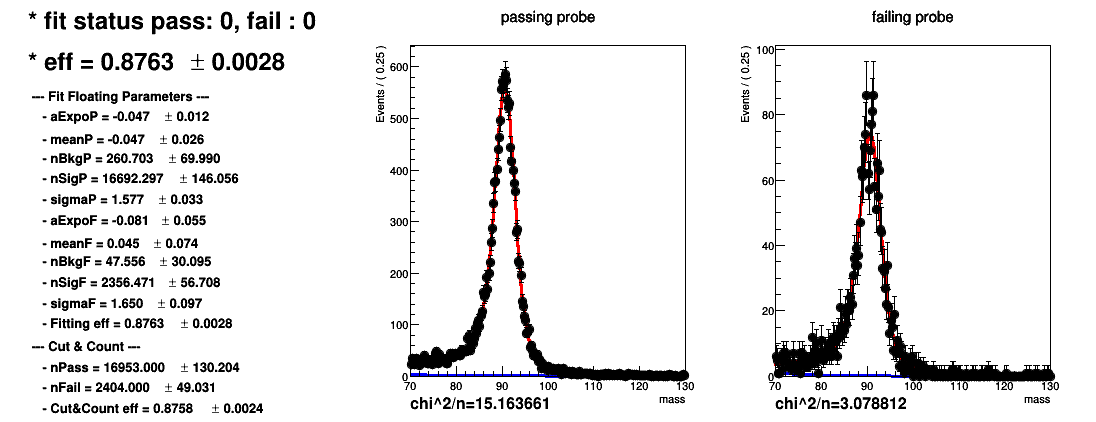 * fit status pass: 0, fail : 0
* eff = 0.8763 ± 0.0028
--- Fit Floating Parameters ---
- aExpoP = -0.047 ± 0.012
- meanP = -0.047 ± 0.026
- nBkgP = 260.703 ± 69.990
- nSigP = 16692.297 ± 146.056
- sigmaP = 1.577 ± 0.033
- aExpoF = -0.081 ± 0.055
- meanF = 0.045 ± 0.074
- nBkgF = 47.556 ± 30.095
- nSigF = 2356.471 ± 56.708
- sigmaF = 1.650 ± 0.097
- Fitting eff = 0.8763 ± 0.0028
--- Cut & Count ---
- nPass = 16953.000 ± 130.204
- nFail = 2404.000 ± 49.031
- Cut&Count eff = 0.8758 ± 0.0024
passing probe
Events / ( 0.25 )
600
500
400
300
200
100
0
70 80 90 100 110 120 130
mass
chi^2/n=15.163661
failing probe
Events / ( 0.25 )
100
80
60
40
20
0
70 80 90 100 110 120 130
mass
chi^2/n=3.078812